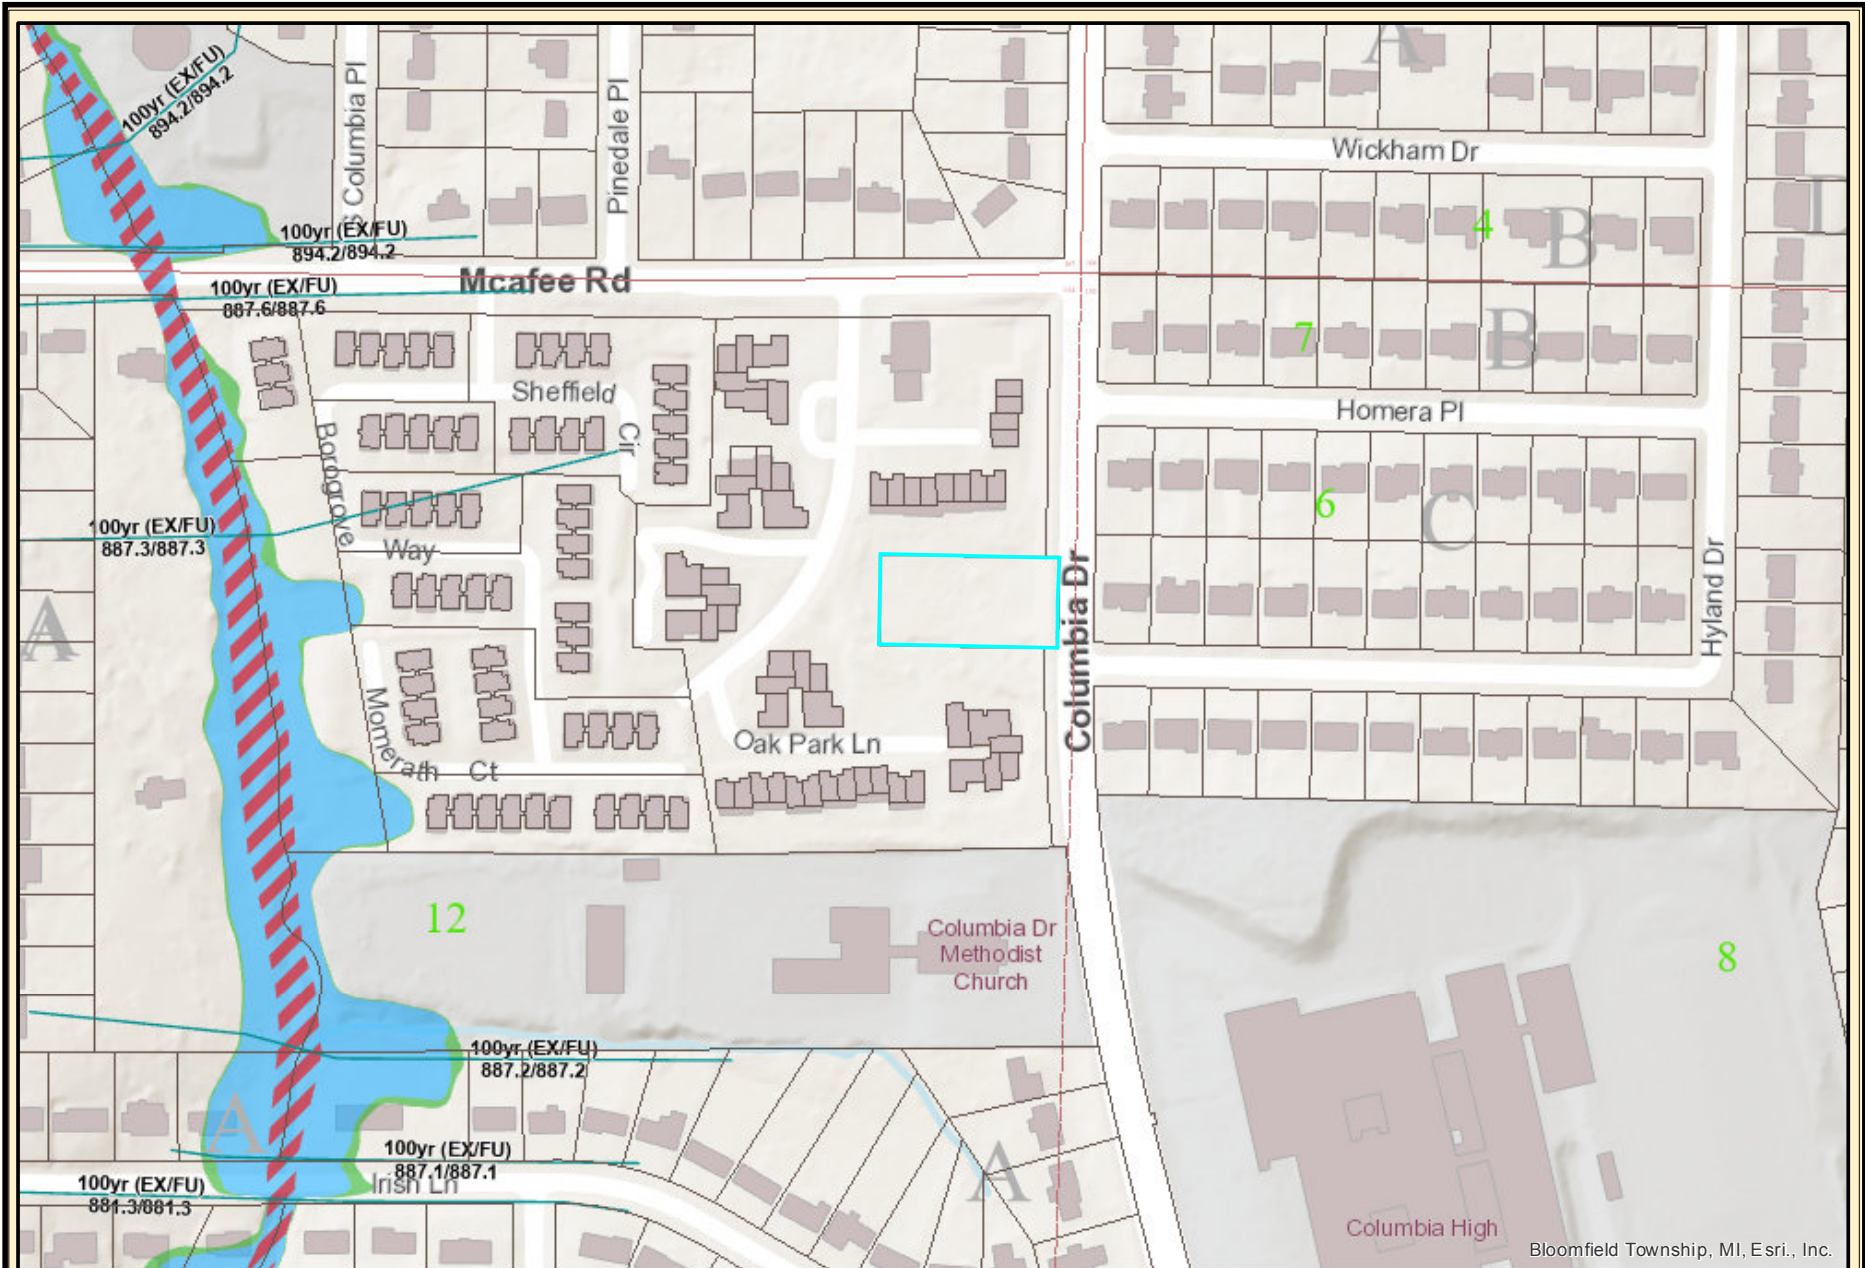 A
100yr (EX/FU)
894.2/894.2
S Columbia Pl
Pinedale Pl
Wickham Dr
D
4
B
100yr (EX/FU)
894.2/894.2
Mcafee Rd
100yr (EX/FU)
887.6/887.6
7
B
Sheffield
Cir
Homera Pl
Borogrove
Way
6
C
100yr (EX/FU)
887.3/887.3
Hyland Dr
A
Columbia Dr
Momerath Ct
Oak Park Ln
12
Columbia Dr
Methodist
Church
8
100yr (EX/FU)
887.2/887.2
A
100yr (EX/FU)
887.1/887.1
A
Irish Ln
100yr (EX/FU)
881.3/881.3
Columbia High
Bloomfield Township, MI, Esri., Inc.